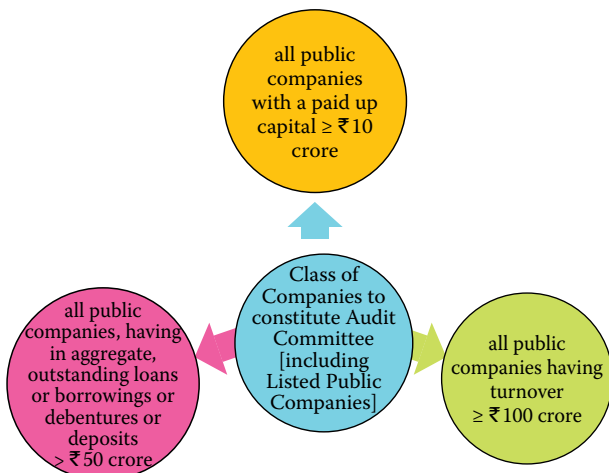 all public
companies
with a paid up
capital ≥ ₹10
crore
Class of
Companies to
constitute Audit
Committee
[including
Listed Public
Companies]
all public
companies, having
in aggregate,
outstanding loans
or borrowings or
debentures or
deposits
> ₹50 crore
all public
companies having
turnover
≥ ₹100 crore